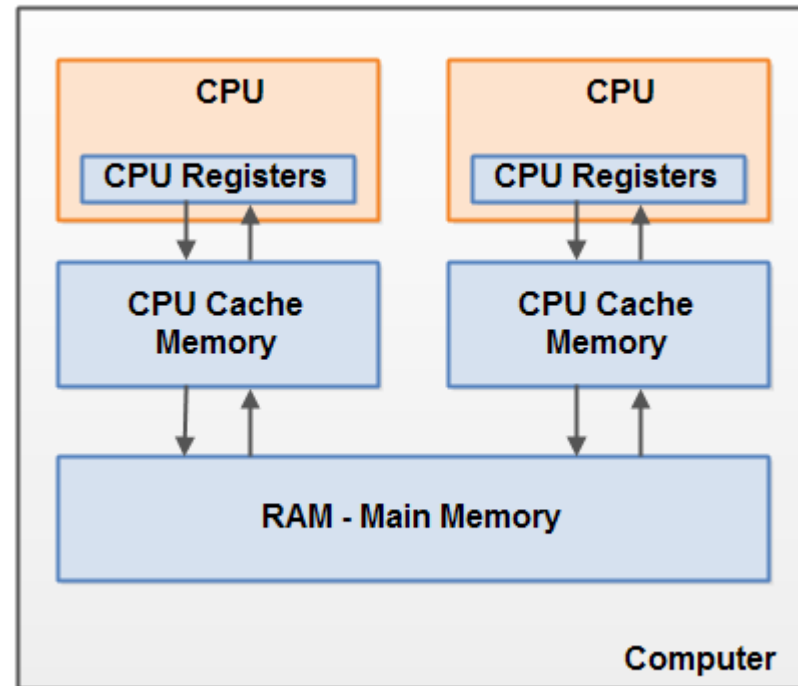 CPU
CPU Registers
CPU Cache
Memory
CPU
CPU Registers
CPU Cache
Memory
RAM - Main Memory
Computer